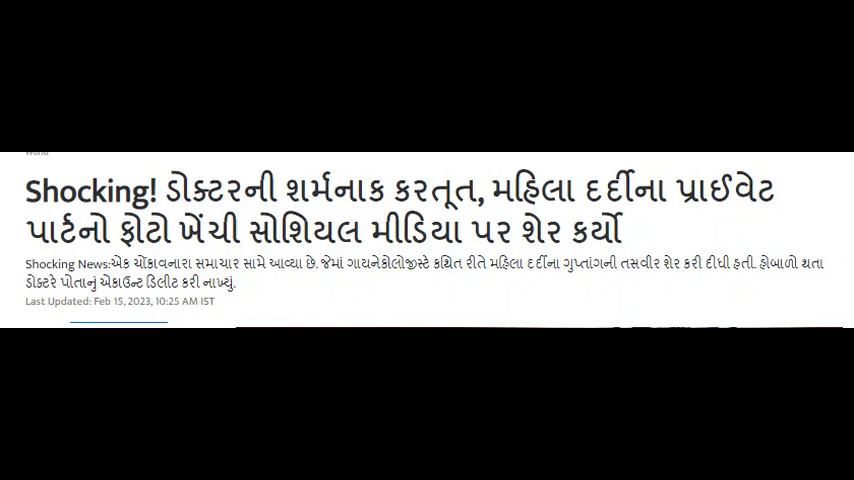 World
Shocking! ડોક્ટરની શર્મનાક કરતૂત, મહિલા દર્દીના પ્રાઈવેટ
પાર્ટનો ફોટો ખેંચી સોશિયલ મીડિયા પર શેર કર્યો
Shocking News:એક ચોંકાવનારા સમાચાર સામે આવ્યા છે. જેમાં ગાયનેકોલોજીસ્ટે કથિત રીતે મહિલા દર્દીના ગુપ્તાંગની તસવીર શેર કરી દીધી હતી. હોબાળો થતા
ડોક્ટરે પોતાનું એકાઉન્ટ ડિલીટ કરી નાખ્યું.
Last Updated: Feb 15, 2023, 10:25 AM IST